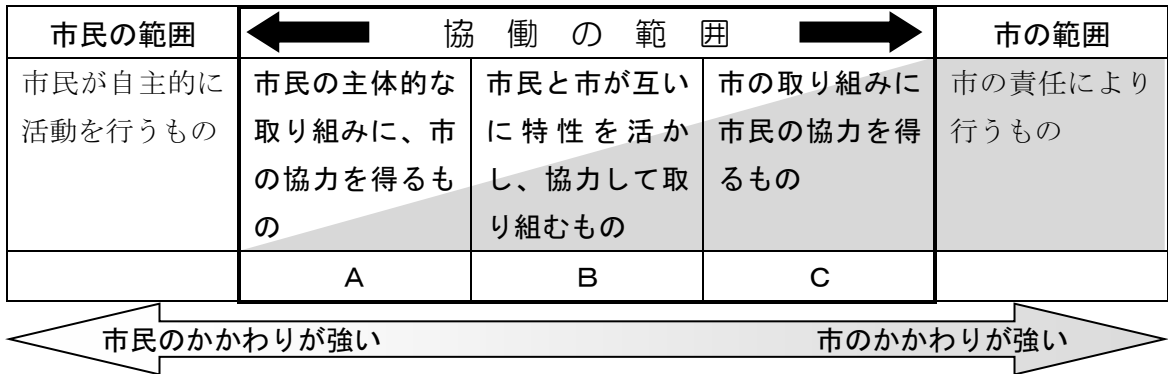 市民の範囲
協働の範囲
市の範囲
市民が自主的に
活動を行うもの
市民の主体的な
取り組みに、市
の協力を得るも
の
市民と市が互い
に特性を活か
し、協力して取
り組むもの
市の取り組みに
市民の協力を得
るもの
市の責任により
行うもの
A
B
C
市民のかかわりが強い
市のかかわりが強い